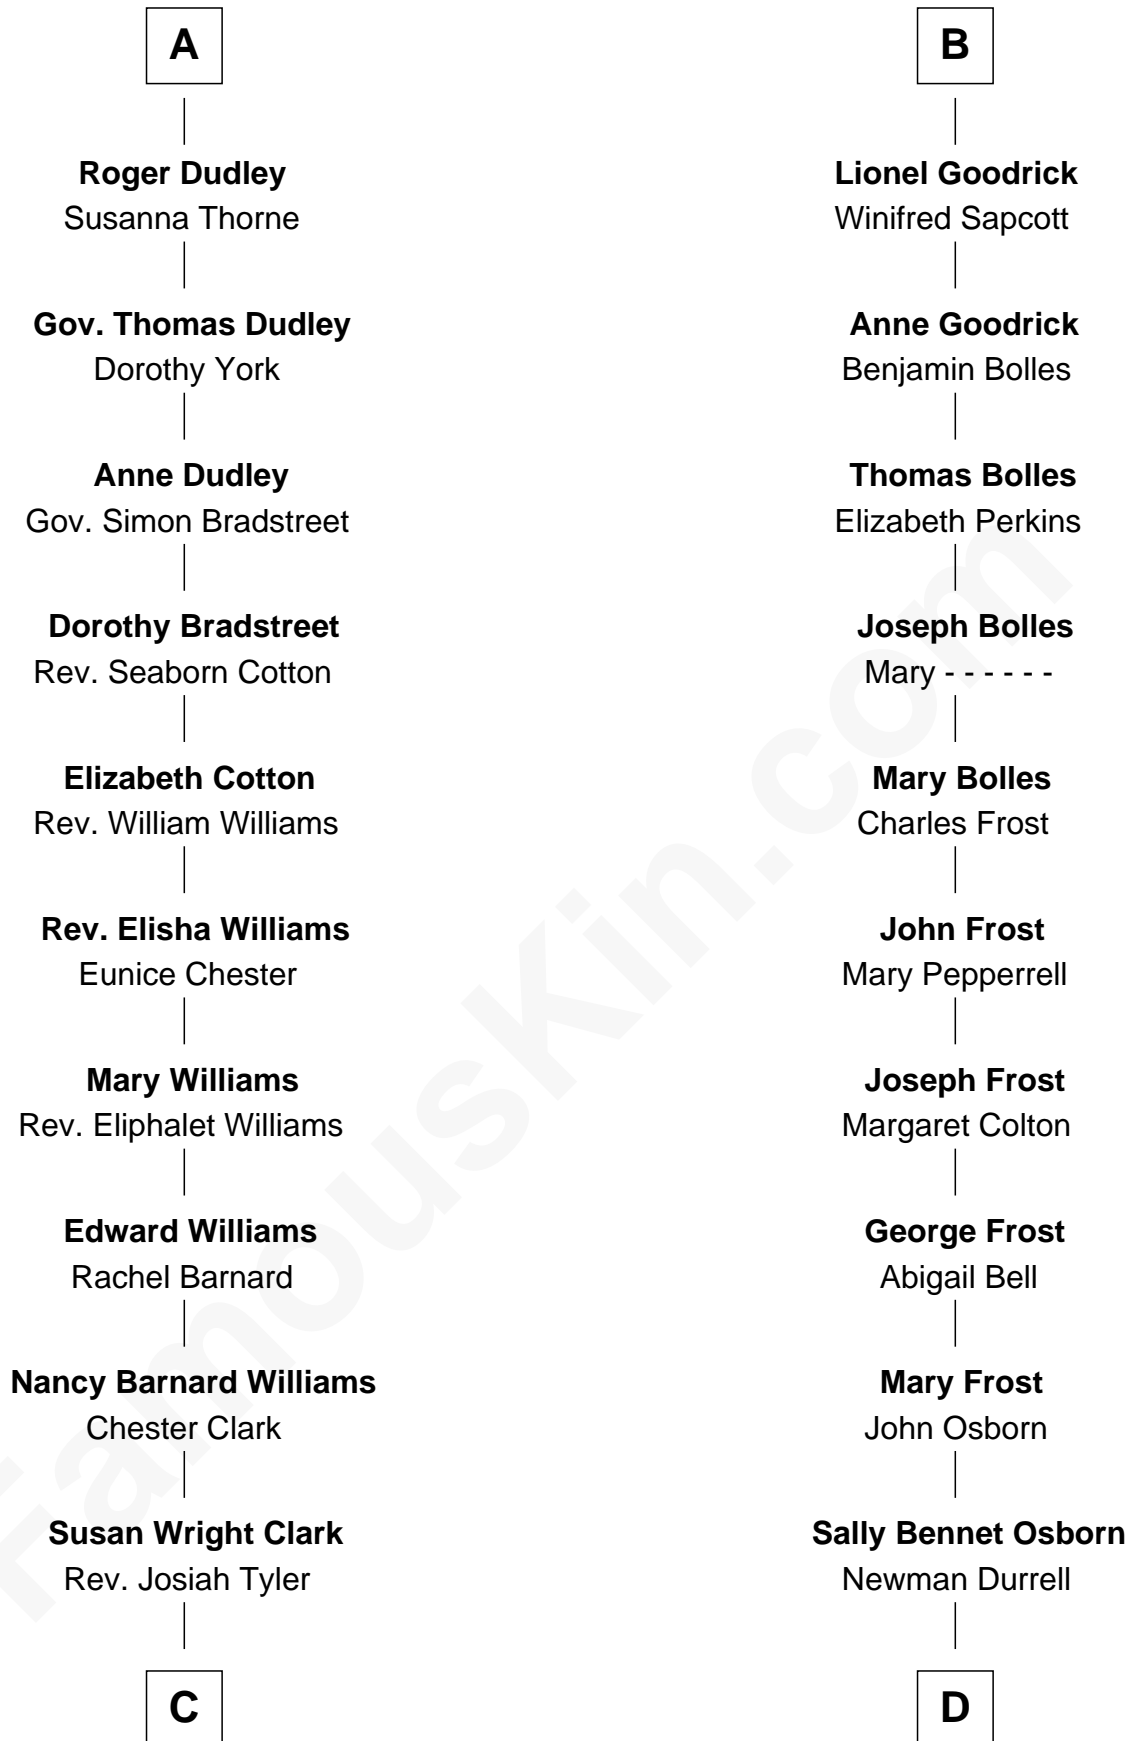 A
Roger Dudley
Susanna Thorne
Gov. Thomas Dudley
Dorothy York
Anne Dudley
Gov. Simon Bradstreet
Dorothy Bradstreet
Rev. Seaborn Cotton
Elizabeth Cotton
Rev. William Williams
Rev. Elisha Williams
Eunice Chester
Mary Williams
Rev. Eliphalet Williams
Edward Williams
Rachel Barnard
Nancy Barnard Williams
Chester Clark
Susan Wright Clark
Rev. Josiah Tyler
C
B
Lionel Goodrick
Winifred Sapcott
Anne Goodrick
Benjamin Bolles
Thomas Bolles
Elizabeth Perkins
Joseph Bolles
Mary - - - - - -
Mary Bolles
Charles Frost
John Frost
Mary Pepperrell
Joseph Frost
Margaret Colton
George Frost
Abigail Bell
Mary Frost
John Osborn
Sally Bennet Osborn
Newman Durrell
D
FamousKin.com